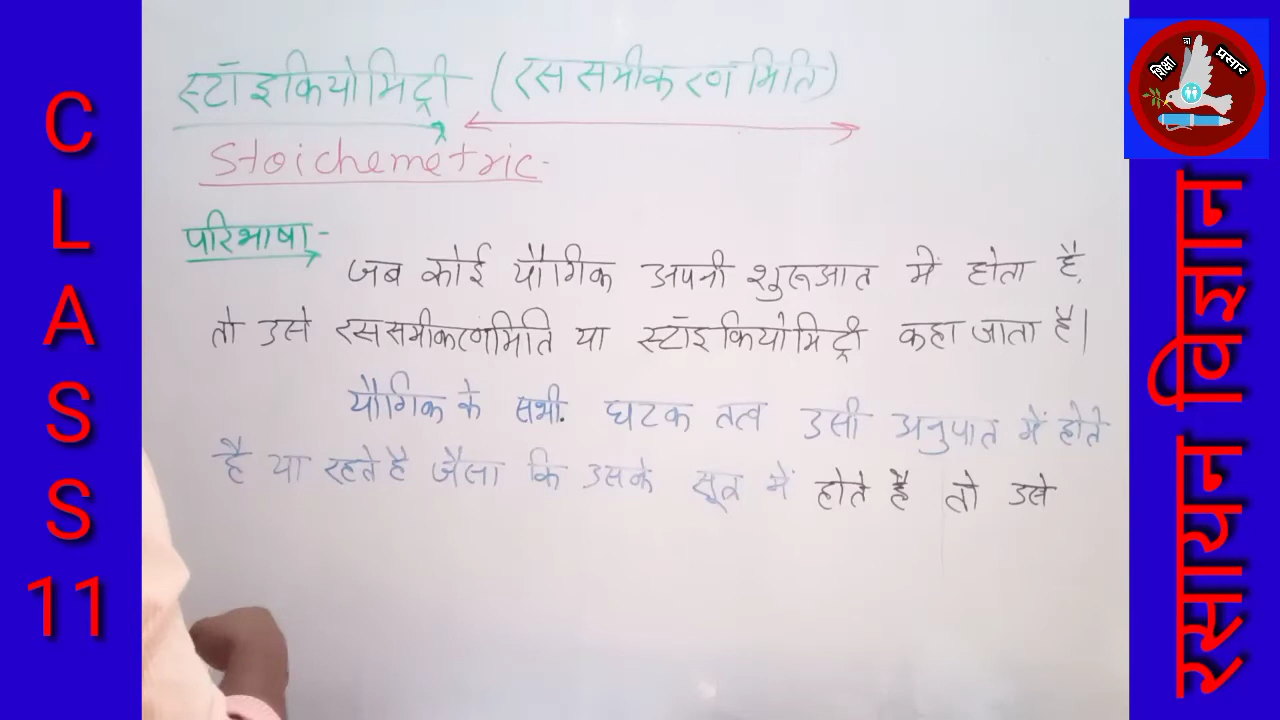 CLASS 11
स्टॉइकियोमिट्री (रससमीकरणमिति)
Stoichemetric-
परिभाषा-
जब कोई यौगिक अपनी शुरूआत में होता है,
तो उसे रससमीकरणमिति या स्टॉइकियोमिट्री कहा जाता है।
यौगिक के सभी घटक तत्व उसी अनुपात में होते
है या रहते है जैसा कि उसके सूत्र में होते है तो उसे
शिक्षा का प्रसार
रसायन विज्ञान